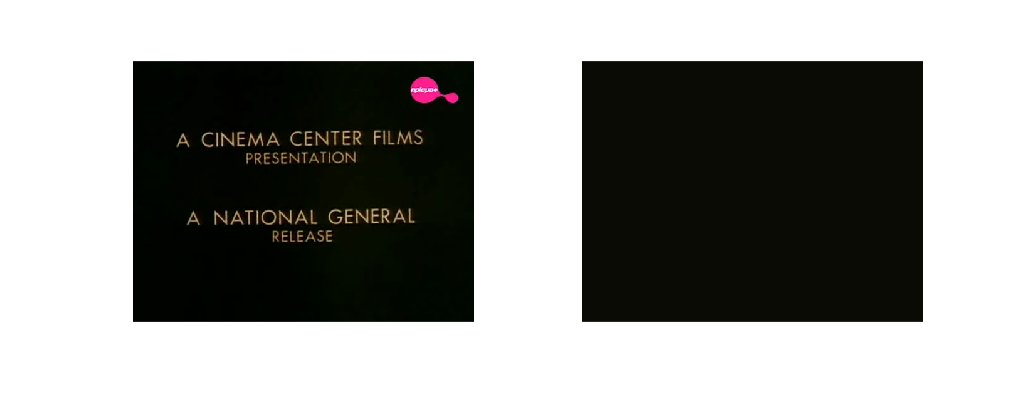 A CINEMA CENTER FILMS
PRESENTATION
A NATIONAL GENERAL
RELEASE